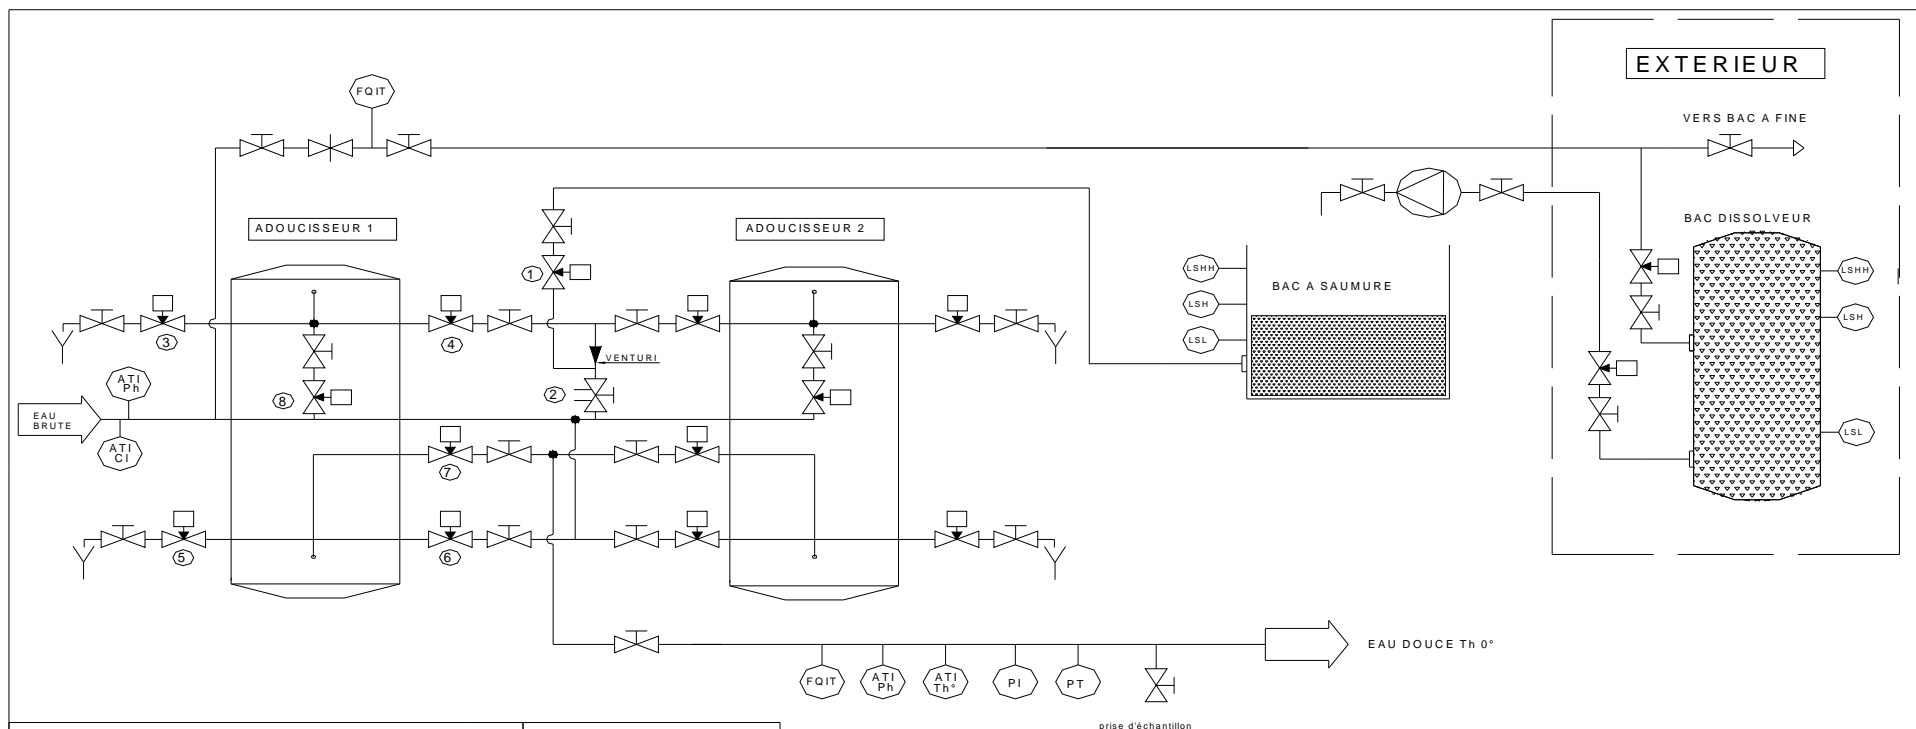 EXTERIEUR
FQIT
VERS BAC A FINE
ADOUCISSEUR 1
ADOUCISSEUR 2
BAC DISSOLVEUR
1
LSHH
BAC A SAUMURE
LSHH
LSH
LSH
3
4
LSL
VENTURI
ATI
Ph
8
2
EAU
BRUTE
ATI
Cl
LSL
7
5
6
EAU DOUCE Th 0°
FQIT
ATI
Ph
ATI
Th°
PI
PT
prise d'échantillon